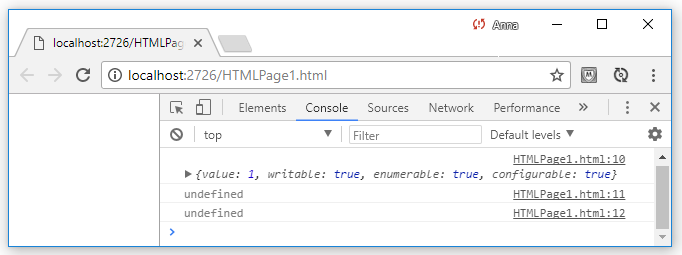 Anna
localhost:2726/HTMLPag
localhost:2726/HTMLPage1.html
Elements Console Sources Network Performance »
top Filter Default levels
HTMLPage1.html:10
{value: 1, writable: true, enumerable: true, configurable: true}
undefined HTMLPage1.html:11
undefined HTMLPage1.html:12
>